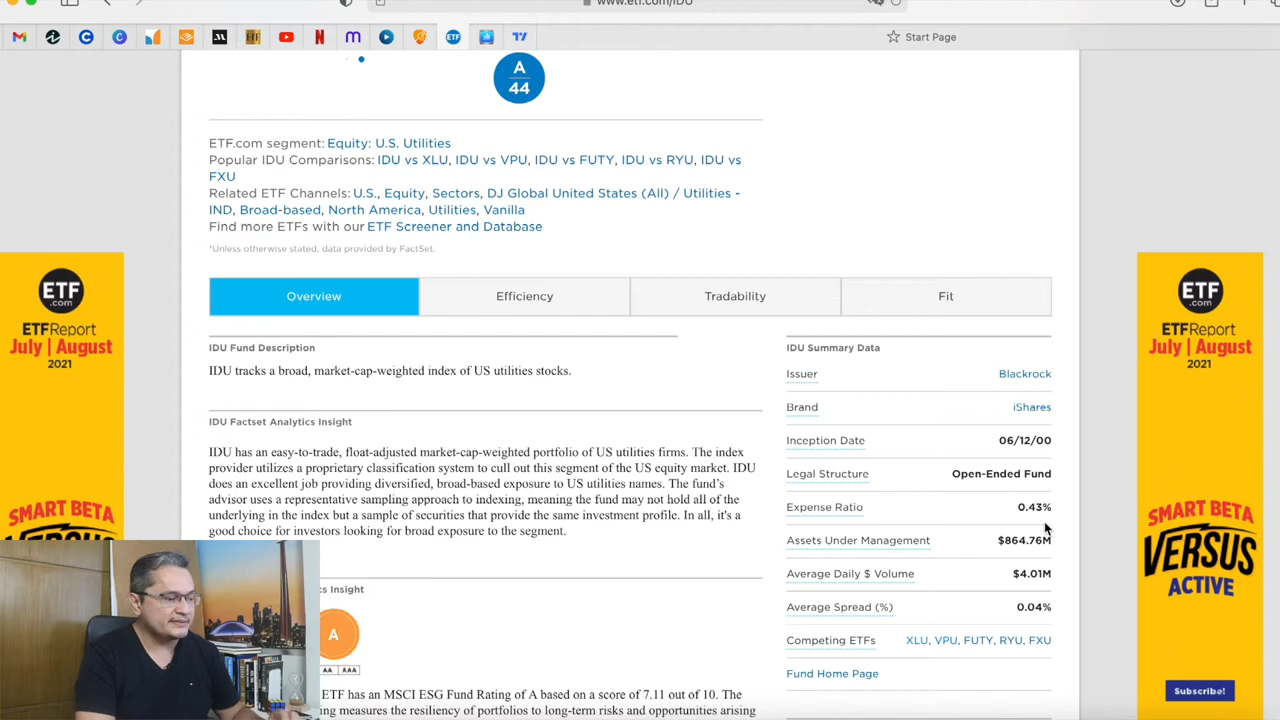 www.etf.com/IDU
Start Page
A
44
ETF.com segment: Equity: U.S. Utilities
Popular IDU Comparisons: IDU vs XLU, IDU vs VPU, IDU vs FUTY, IDU vs RYU, IDU vs
FXU
Related ETF Channels: U.S., Equity, Sectors, DJ Global United States (All) / Utilities -
IND, Broad-based, North America, Utilities, Vanilla
Find more ETFs with our ETF Screener and Database
*Unless otherwise stated, data provided by FactSet.
Overview
Efficiency
Tradability
Fit
IDU Fund Description
IDU tracks a broad, market-cap-weighted index of US utilities stocks.
IDU Factset Analytics Insight
IDU has an easy-to-trade, float-adjusted market-cap-weighted portfolio of US utilities firms. The index
provider utilizes a proprietary classification system to cull out this segment of the US equity market. IDU
does an excellent job providing diversified, broad-based exposure to US utilities names. The fund's
advisor uses a representative sampling approach to indexing, meaning the fund may not hold all of the
underlying in the index but a sample of securities that provide the same investment profile. In all, it's a
good choice for investors looking for broad exposure to the segment.
ics Insight
A
AA AAA
ETF has an MSCI ESG Fund Rating of A based on a score of 7.11 out of 10. The
ing measures the resiliency of portfolios to long-term risks and opportunities arising
IDU Summary Data
Issuer Blackrock
Brand iShares
Inception Date 06/12/00
Legal Structure Open-Ended Fund
Expense Ratio 0.43%
Assets Under Management $864.76M
Average Daily $ Volume $4.01M
Average Spread (%) 0.04%
Competing ETFs XLU, VPU, FUTY, RYU, FXU
Fund Home Page
ETF
.com
ETFReport
July | August
2021
SMART BETA
VERSUS
ETF
.com
ETFReport
July | August
2021
SMART BETA
VERSUS
ACTIVE
Subscribe!